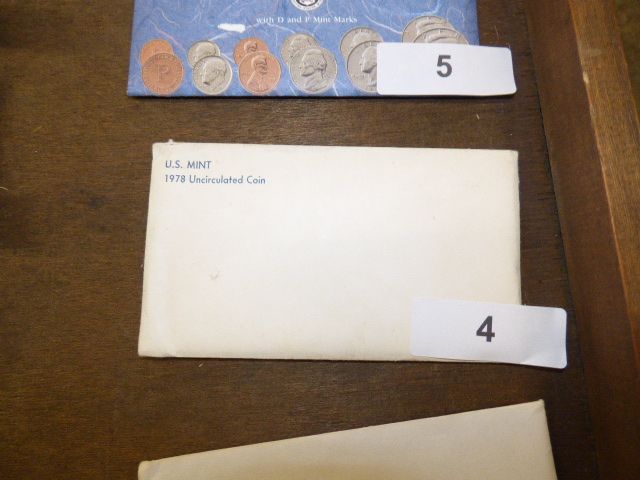 with D and P Mint Marks
5
U.S. MINT
1978 Uncirculated Coin
4